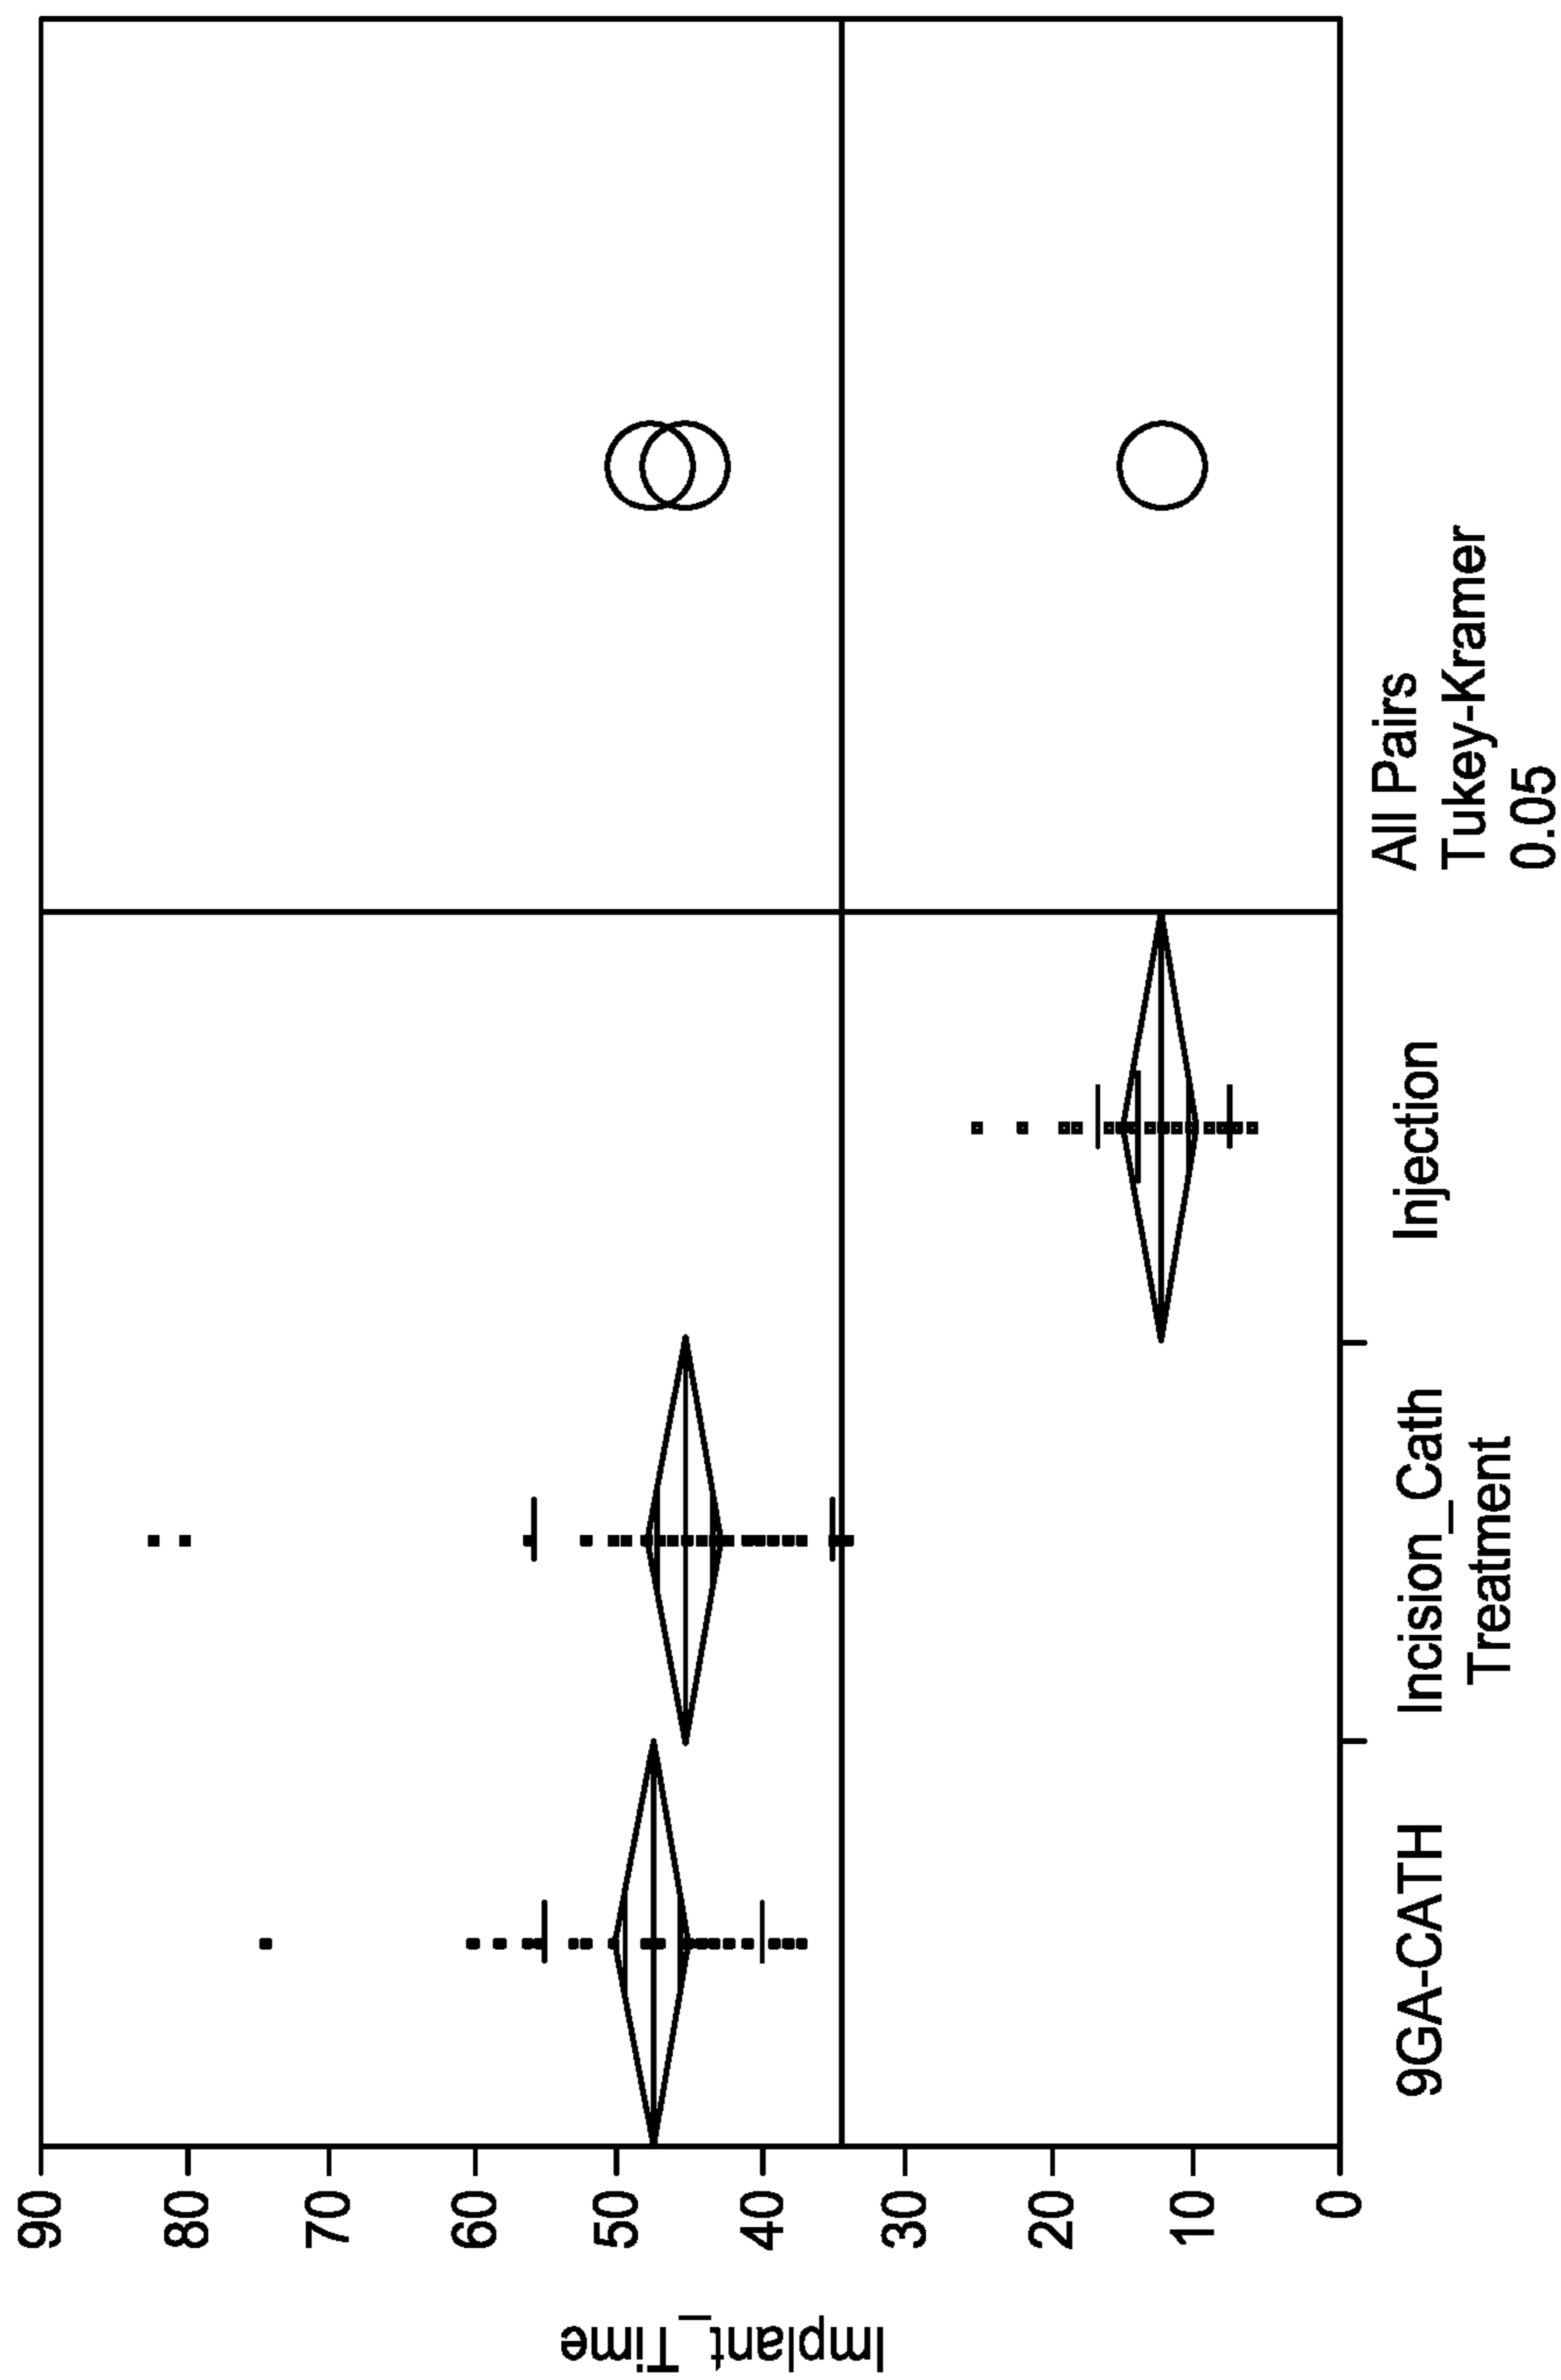 Implant_Time
90
80
70
60
50
40
30
20
10
0
9GA-CATH
Incision_Cath
Injection
Treatment
All Pairs
Tukey-Kramer
0.05